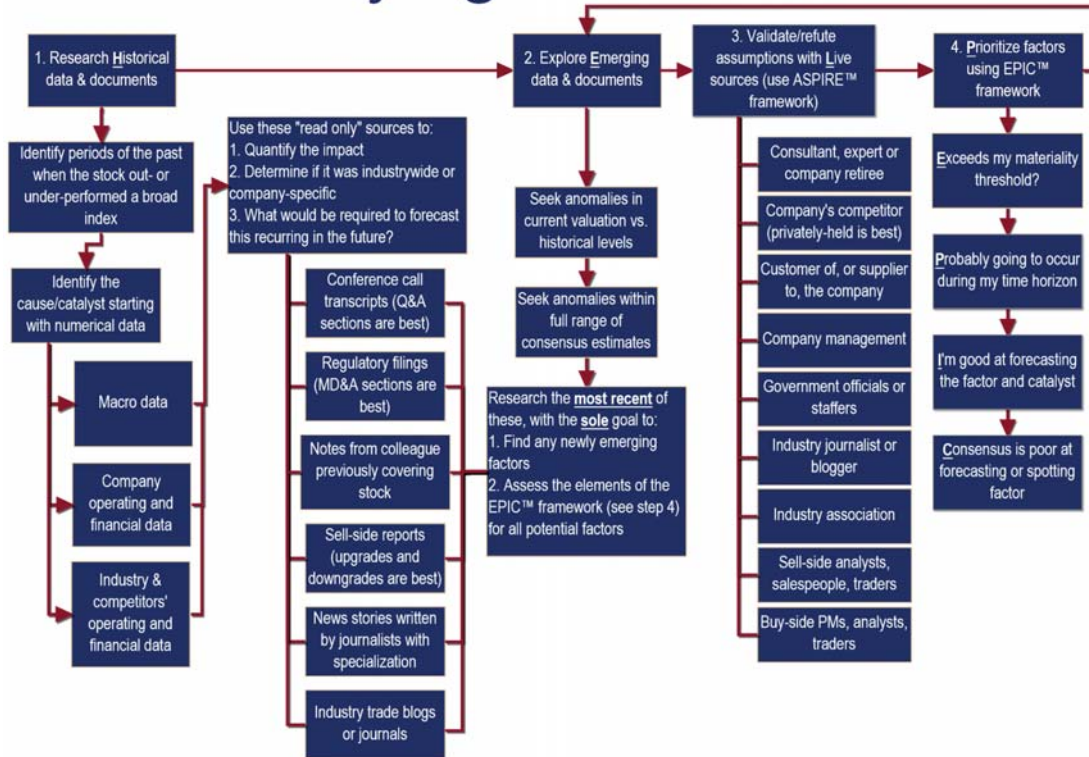 1. Research Historical
data & documents
Identify periods of the past
when the stock out- or
under-performed a broad
index
Identify the
cause/catalyst starting
with numerical data
Macro data
Company
operating and
financial data
Industry &
competitors'
operating and
financial data
Use these "read only" sources to:
1. Quantify the impact
2. Determine if it was industrywide or
company-specific
3. What would be required to forecast
this recurring in the future?
Conference call
transcripts (Q&A
sections are best)
Regulatory filings
(MD&A sections are
best)
Notes from colleague
previously covering
stock
Sell-side reports
(upgrades and
downgrades are best)
News stories written
by journalists with
specialization
Industry trade blogs
or journals
2. Explore Emerging
data & documents
Seek anomalies in
current valuation vs.
historical levels
Seek anomalies within
full range of
consensus estimates
Research the most recent of
these, with the sole goal to:
1. Find any newly emerging
factors
2. Assess the elements of the
EPIC™ framework (see step 4)
for all potential factors
3. Validate/refute
assumptions with Live
sources (use ASPIRE™
framework)
Consultant, expert or
company retiree
Company's competitor
(privately-held is best)
Customer of, or supplier
to, the company
Company management
Government officials or
staffers
Industry journalist or
blogger
Industry association
Sell-side analysts,
salespeople, traders
Buy-side PMs, analysts,
traders
4. Prioritize factors
using EPIC™
framework
Exceeds my materiality
threshold?
Probably going to occur
during my time horizon
I'm good at forecasting
the factor and catalyst
Consensus is poor at
forecasting or spotting
factor